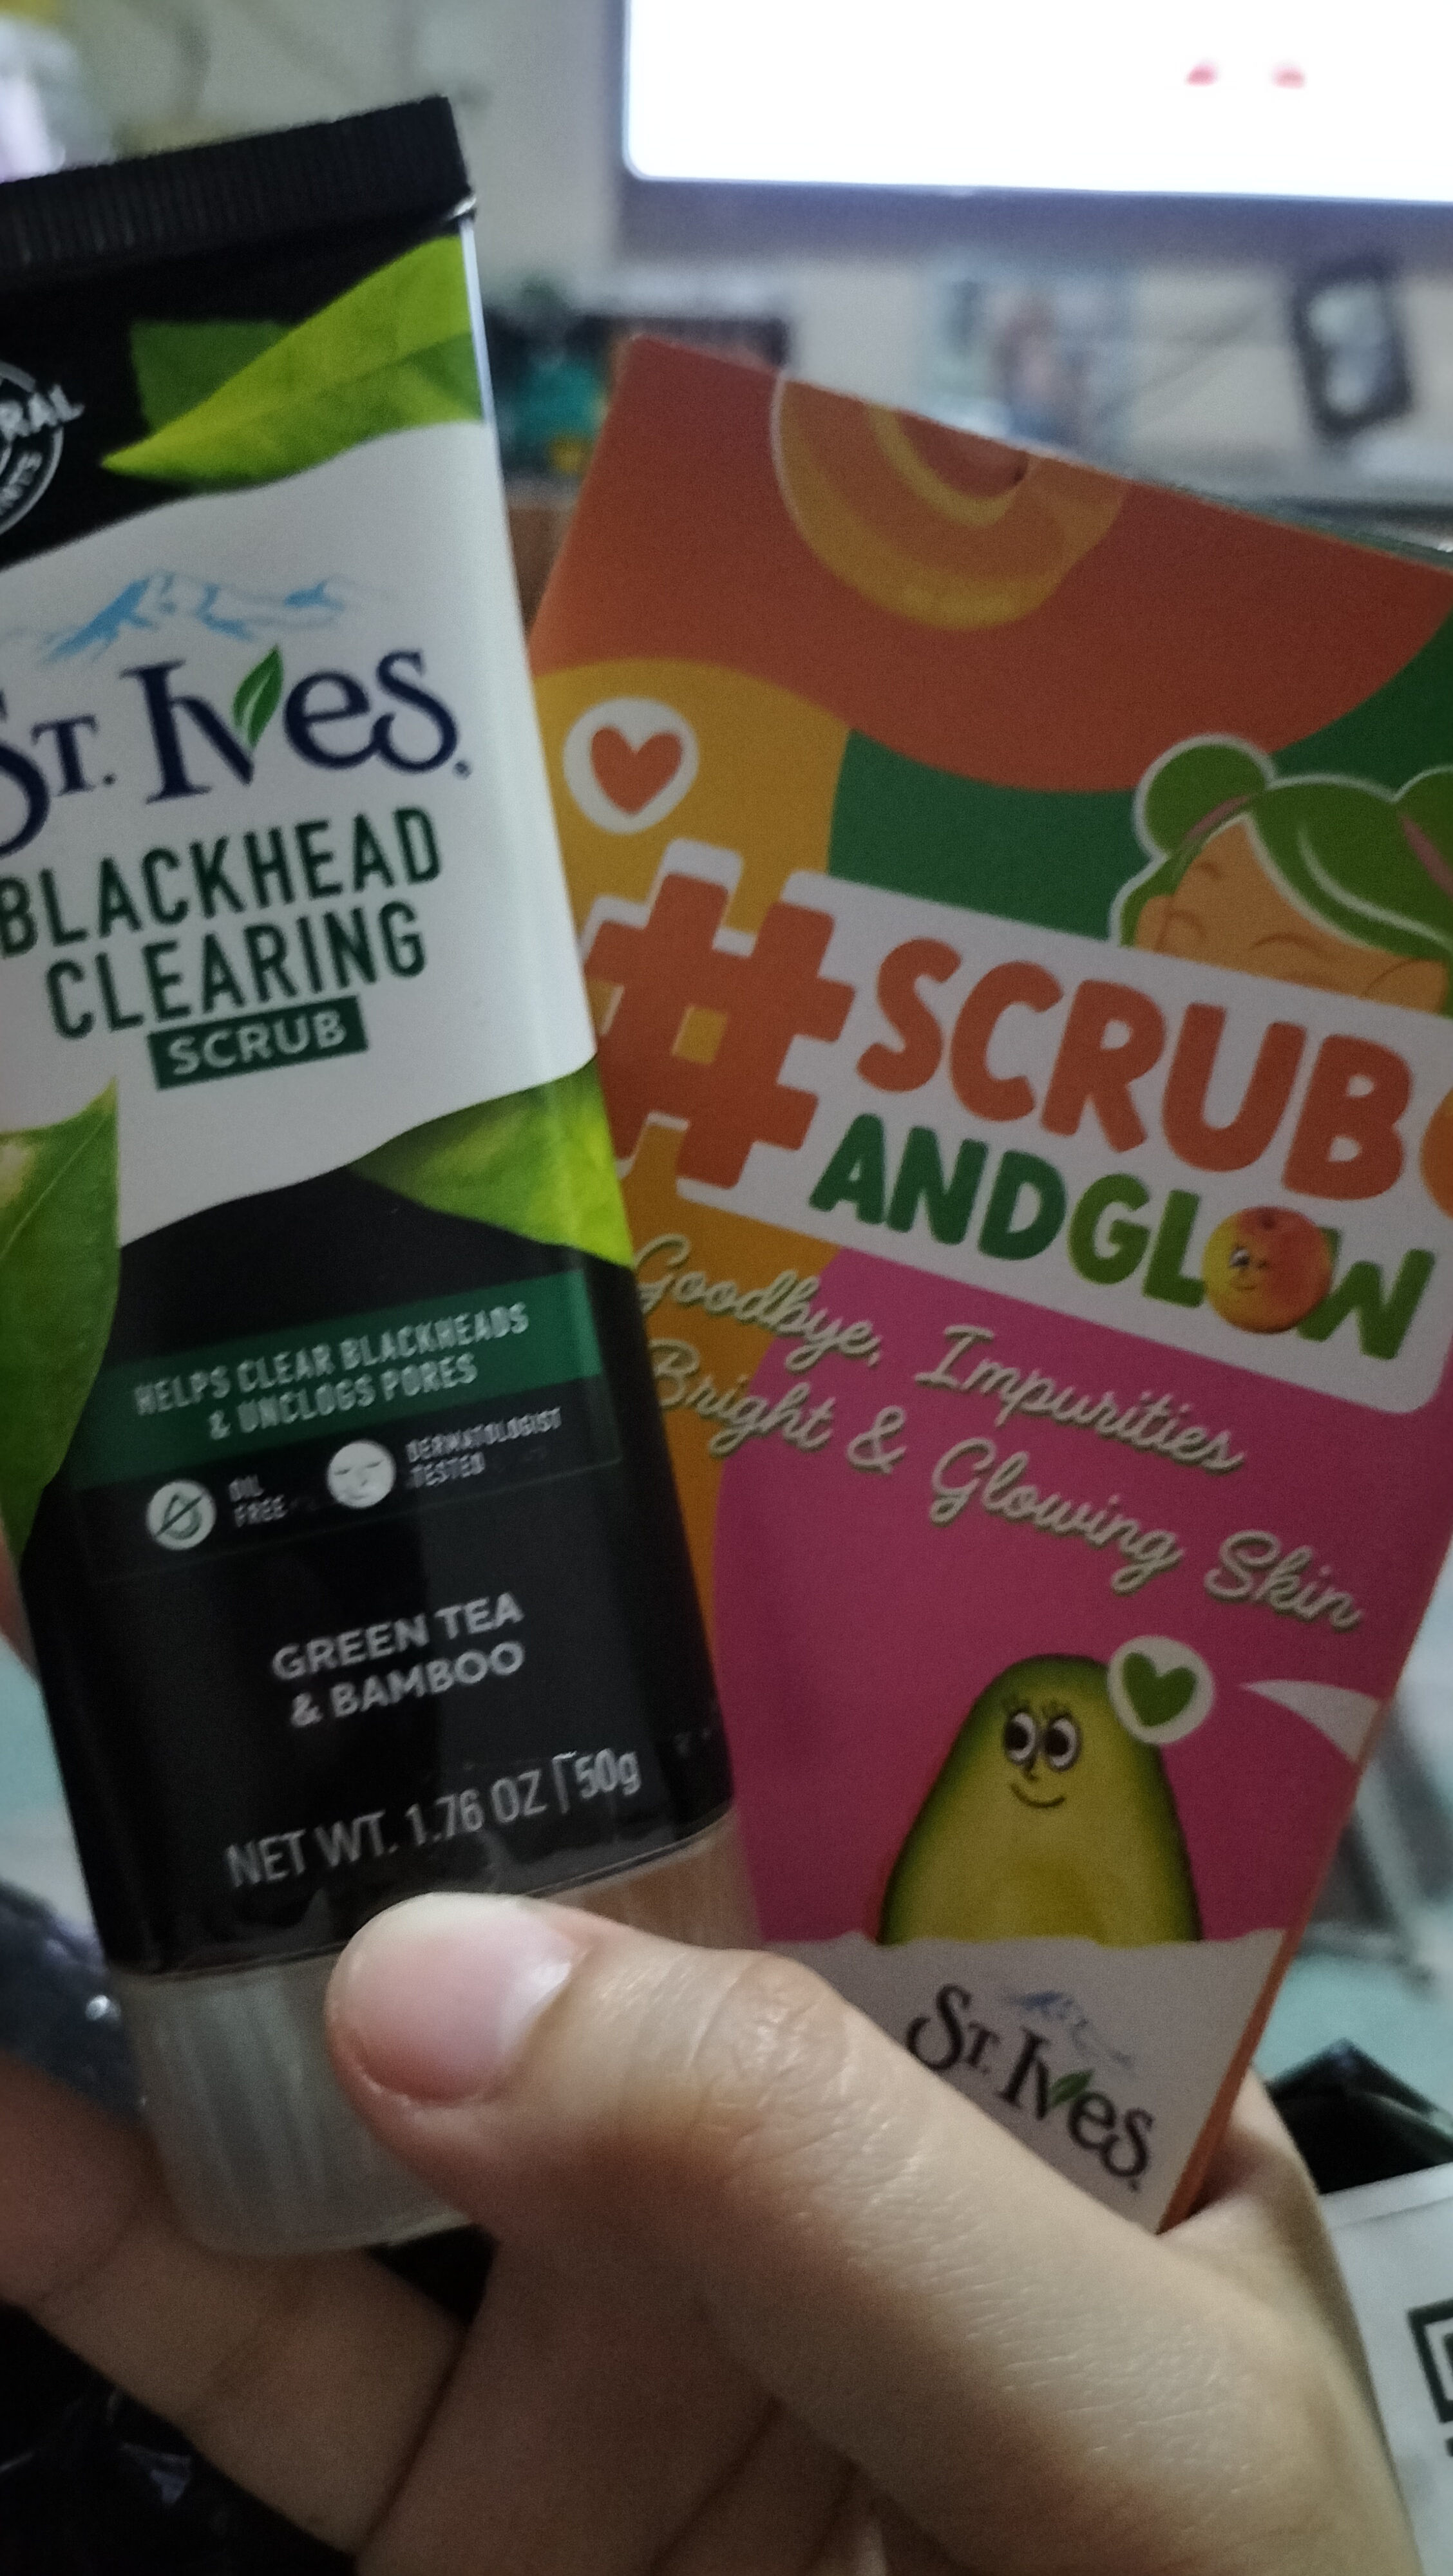 RAL
St. Ives.
BLACKHEAD
CLEARING
SCRUB
HELPS CLEAR BLACKHEADS
& UNCLOGS PORES
OIL
FREE
DERMATOLOGIST
TESTED
GREEN TEA
& BAMBOO
NET WT. 1.76 OZ | 50g
#SCRUB
ANDGLOW
Goodbye, Impurities
Bright & Glowing Skin
St. Ives.